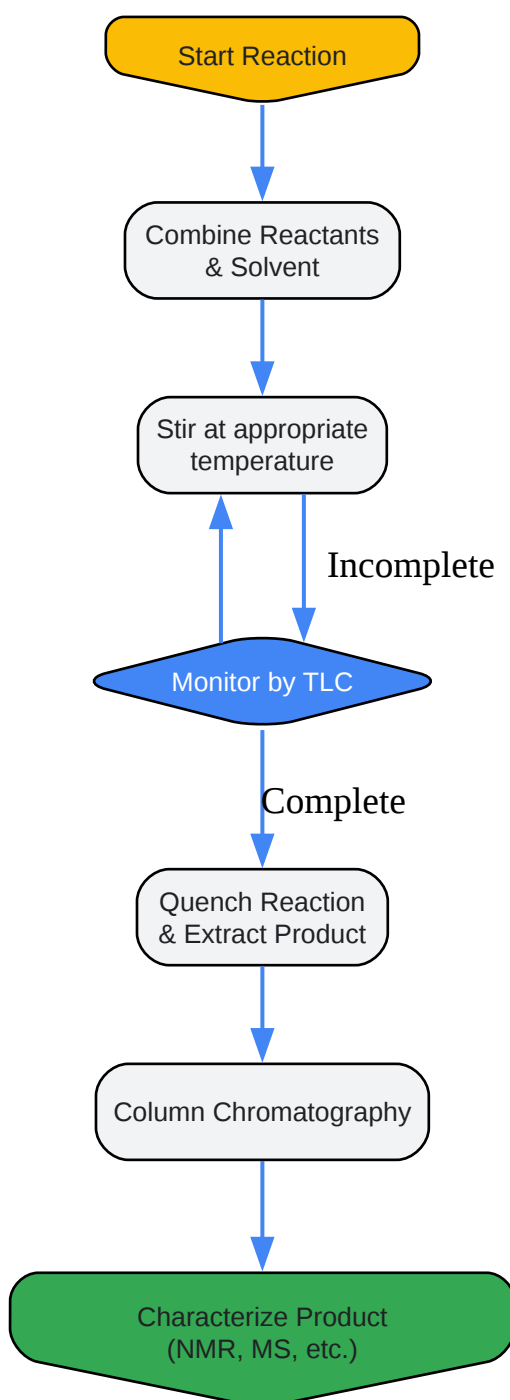 Start Reaction
Combine Reactants
& Solvent
Stir at appropriate
temperature
Incomplete
Monitor by TLC
Complete
Quench Reaction
& Extract Product
Column Chromatography
Characterize Product
(NMR, MS, etc.)